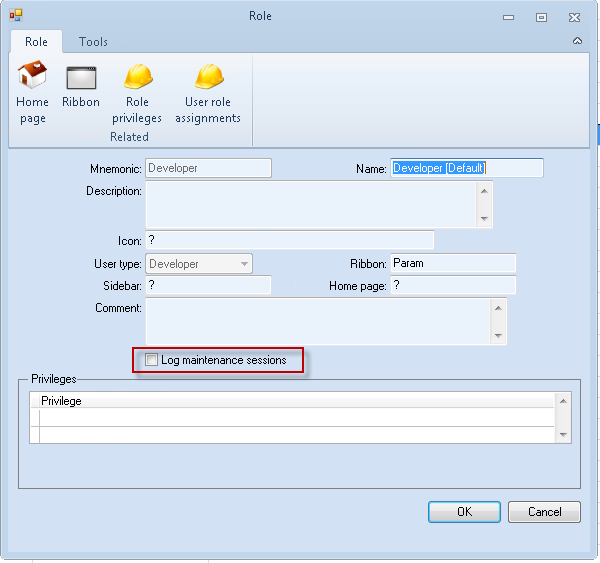 Role
Role Tools
Home page
Ribbon
Role privileges
User role assignments
Related
Mnemonic: Developer Name: Developer [Default]
Description:
Icon: ?
User type: Developer Ribbon: Param
Sidebar: ? Home page: ?
Comment:
Log maintenance sessions
Privileges
Privilege
OK Cancel